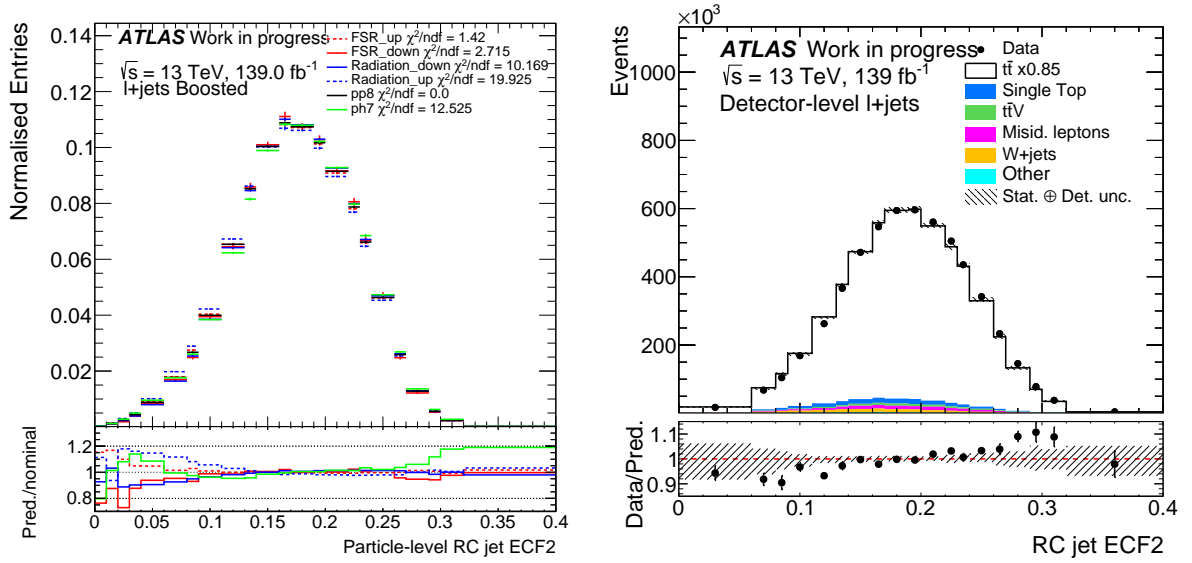 Normalised Entries
0.14
0.12
0.1
0.08
0.06
0.04
0.02
ATLAS Work in progress
√s = 13 TeV, 139.0 fb⁻¹
l+jets Boosted
FSR_up χ²/ndf = 1.42
FSR_down χ²/ndf = 2.715
Radiation_down χ²/ndf = 10.169
Radiation_up χ²/ndf = 19.925
pp8 χ²/ndf = 0.0
ph7 χ²/ndf = 12.525
Pred./nominal
1.2
1
0.8
0 0.05 0.1 0.15 0.2 0.25 0.3 0.35 0.4
Particle-level RC jet ECF2
×10³
Events
1000
800
600
400
200
ATLAS Work in progress
√s = 13 TeV, 139 fb⁻¹
Detector-level l+jets
Data
tt̄ x0.85
Single Top
tt̄V
Misid. leptons
W+jets
Other
Stat. ⊕ Det. unc.
Data/Pred.
1.1
1
0.9
0 0.1 0.2 0.3 0.4
RC jet ECF2